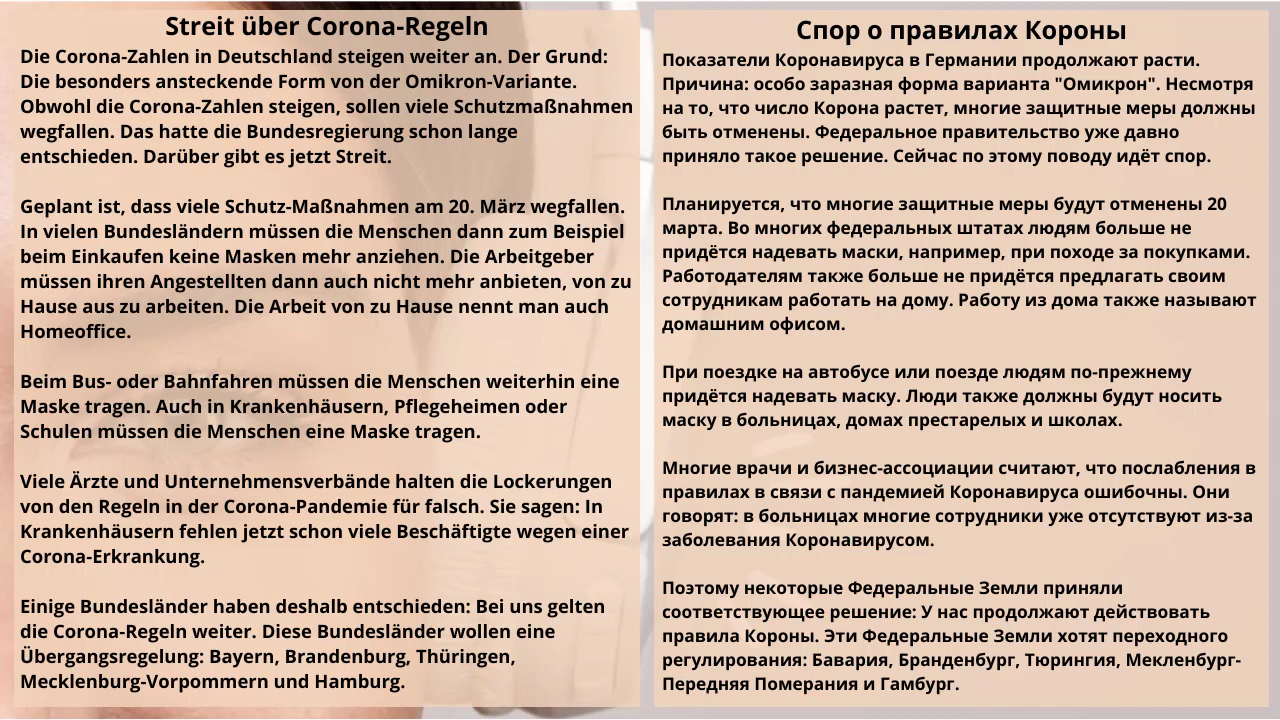 Streit über Corona-Regeln
Die Corona-Zahlen in Deutschland steigen weiter an. Der Grund:
Die besonders ansteckende Form von der Omikron-Variante.
Obwohl die Corona-Zahlen steigen, sollen viele Schutzmaßnahmen
wegfallen. Das hatte die Bundesregierung schon lange
entschieden. Darüber gibt es jetzt Streit.
Geplant ist, dass viele Schutz-Maßnahmen am 20. März wegfallen.
In vielen Bundesländern müssen die Menschen dann zum Beispiel
beim Einkaufen keine Masken mehr anziehen. Die Arbeitgeber
müssen ihren Angestellten dann auch nicht mehr anbieten, von zu
Hause aus zu arbeiten. Die Arbeit von zu Hause nennt man auch
Homeoffice.
Beim Bus- oder Bahnfahren müssen die Menschen weiterhin eine
Maske tragen. Auch in Krankenhäusern, Pflegeheimen oder
Schulen müssen die Menschen eine Maske tragen.
Viele Ärzte und Unternehmensverbände halten die Lockerungen
von den Regeln in der Corona-Pandemie für falsch. Sie sagen: In
Krankenhäusern fehlen jetzt schon viele Beschäftigte wegen einer
Corona-Erkrankung.
Einige Bundesländer haben deshalb entschieden: Bei uns gelten
die Corona-Regeln weiter. Diese Bundesländer wollen eine
Übergangsregelung: Bayern, Brandenburg, Thüringen,
Mecklenburg-Vorpommern und Hamburg.
Спор о правилах Короны
Показатели Коронавируса в Германии продолжают расти.
Причина: особо заразная форма варианта "Омикрон". Несмотря
на то, что число Корона растет, многие защитные меры должны
быть отменены. Федеральное правительство уже давно
приняло такое решение. Сейчас по этому поводу идёт спор.
Планируется, что многие защитные меры будут отменены 20
марта. Во многих федеральных штатах людям больше не
придётся надевать маски, например, при походе за покупками.
Работодателям также больше не придётся предлагать своим
сотрудникам работать на дому. Работу из дома также называют
домашним офисом.
При поездке на автобусе или поезде людям по-прежнему
придётся надевать маску. Люди также должны будут носить
маску в больницах, домах престарелых и школах.
Многие врачи и бизнес-ассоциации считают, что послабления в
правилах в связи с пандемией Коронавируса ошибочны. Они
говорят: в больницах многие сотрудники уже отсутствуют из-за
заболевания Коронавирусом.
Поэтому некоторые Федеральные Земли приняли
соответствующее решение: У нас продолжают действовать
правила Короны. Эти Федеральные Земли хотят переходного
регулирования: Бавария, Бранденбург, Тюрингия, Мекленбург-
Передняя Померания и Гамбург.